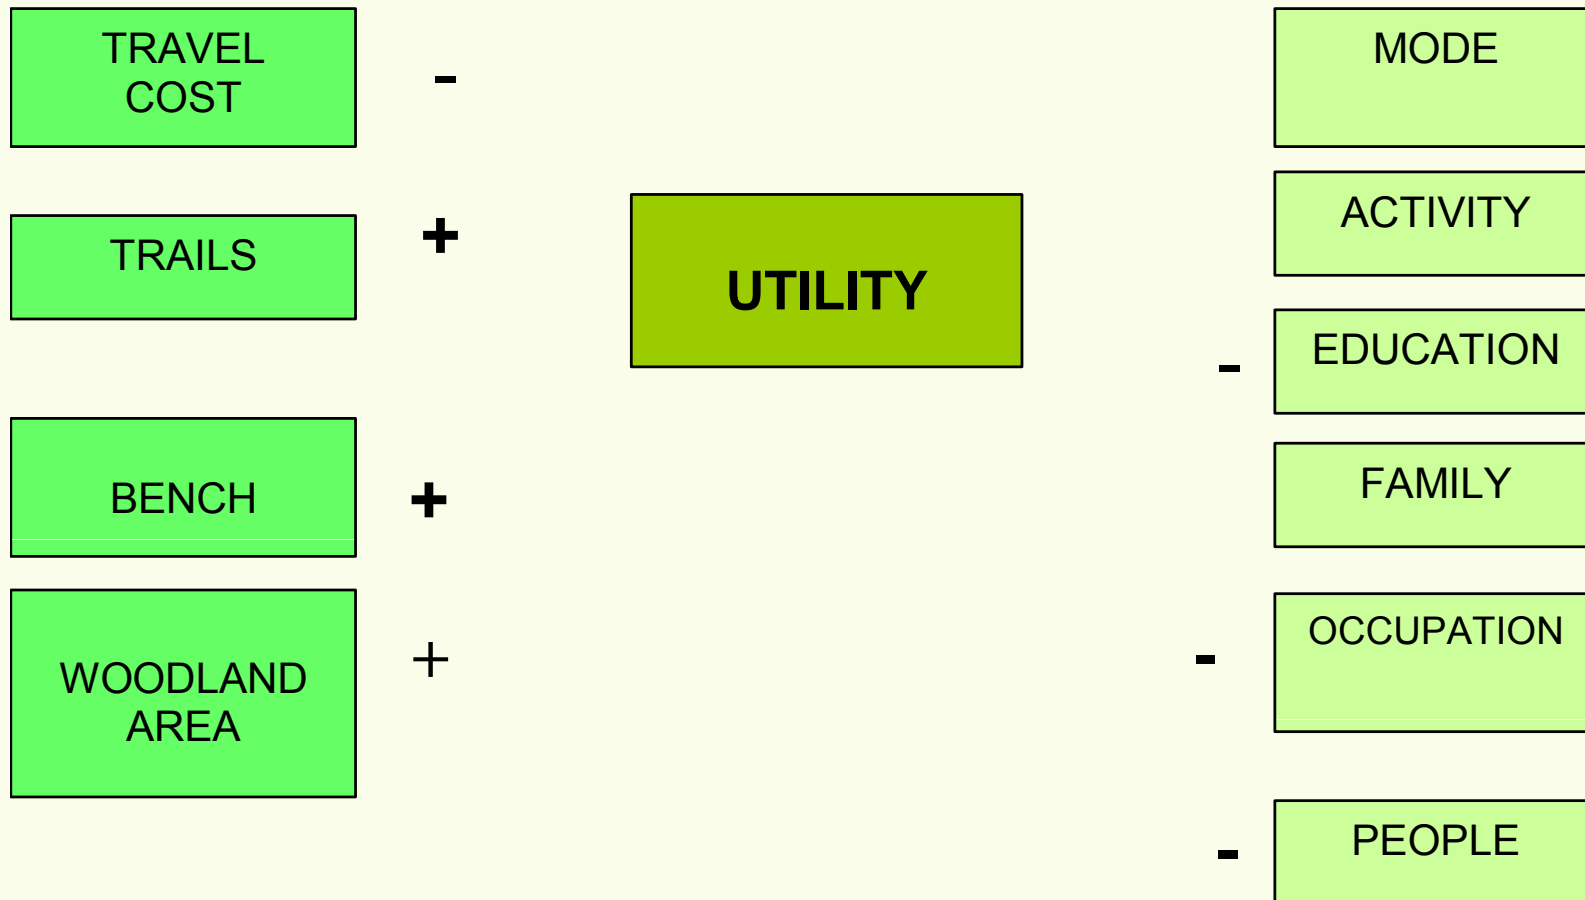 TRAVEL
COST
-
TRAILS
+
BENCH
+
WOODLAND
AREA
+
UTILITY
MODE
ACTIVITY
- EDUCATION
FAMILY
- OCCUPATION
- PEOPLE